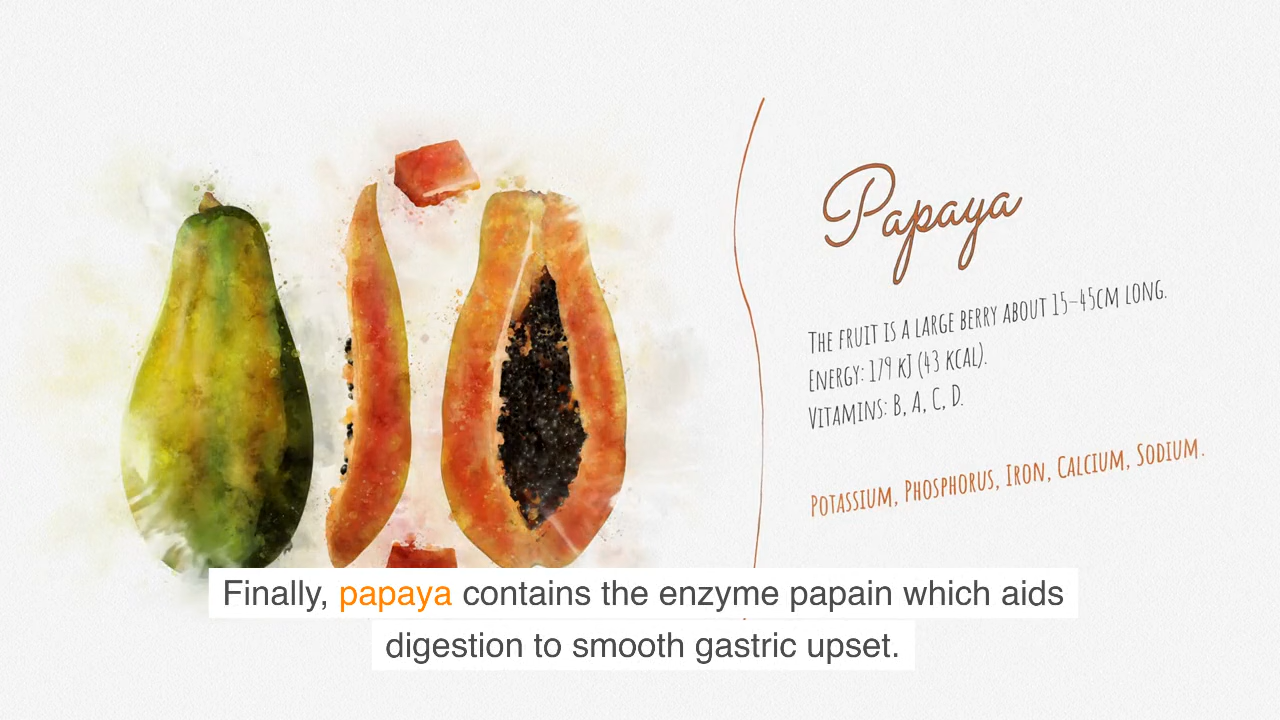 Papaya
The fruit is a large berry about 15–45cm long.
Energy: 179 kJ (43 kcal).
Vitamins: B, A, C, D.
Potassium, Phosphorus, Iron, Calcium, Sodium.
Finally, papaya contains the enzyme papain which aids
digestion to smooth gastric upset.